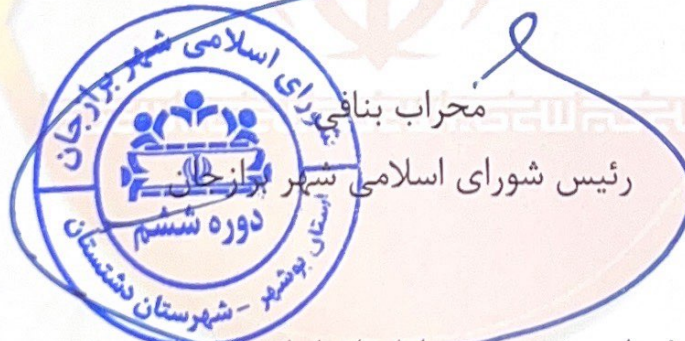 محراب بنافی
رئیس شورای اسلامی شهر برازجان
شورای اسلامی شهر برازجان
دوره ششم
استان بوشهر - شهرستان دشتستان